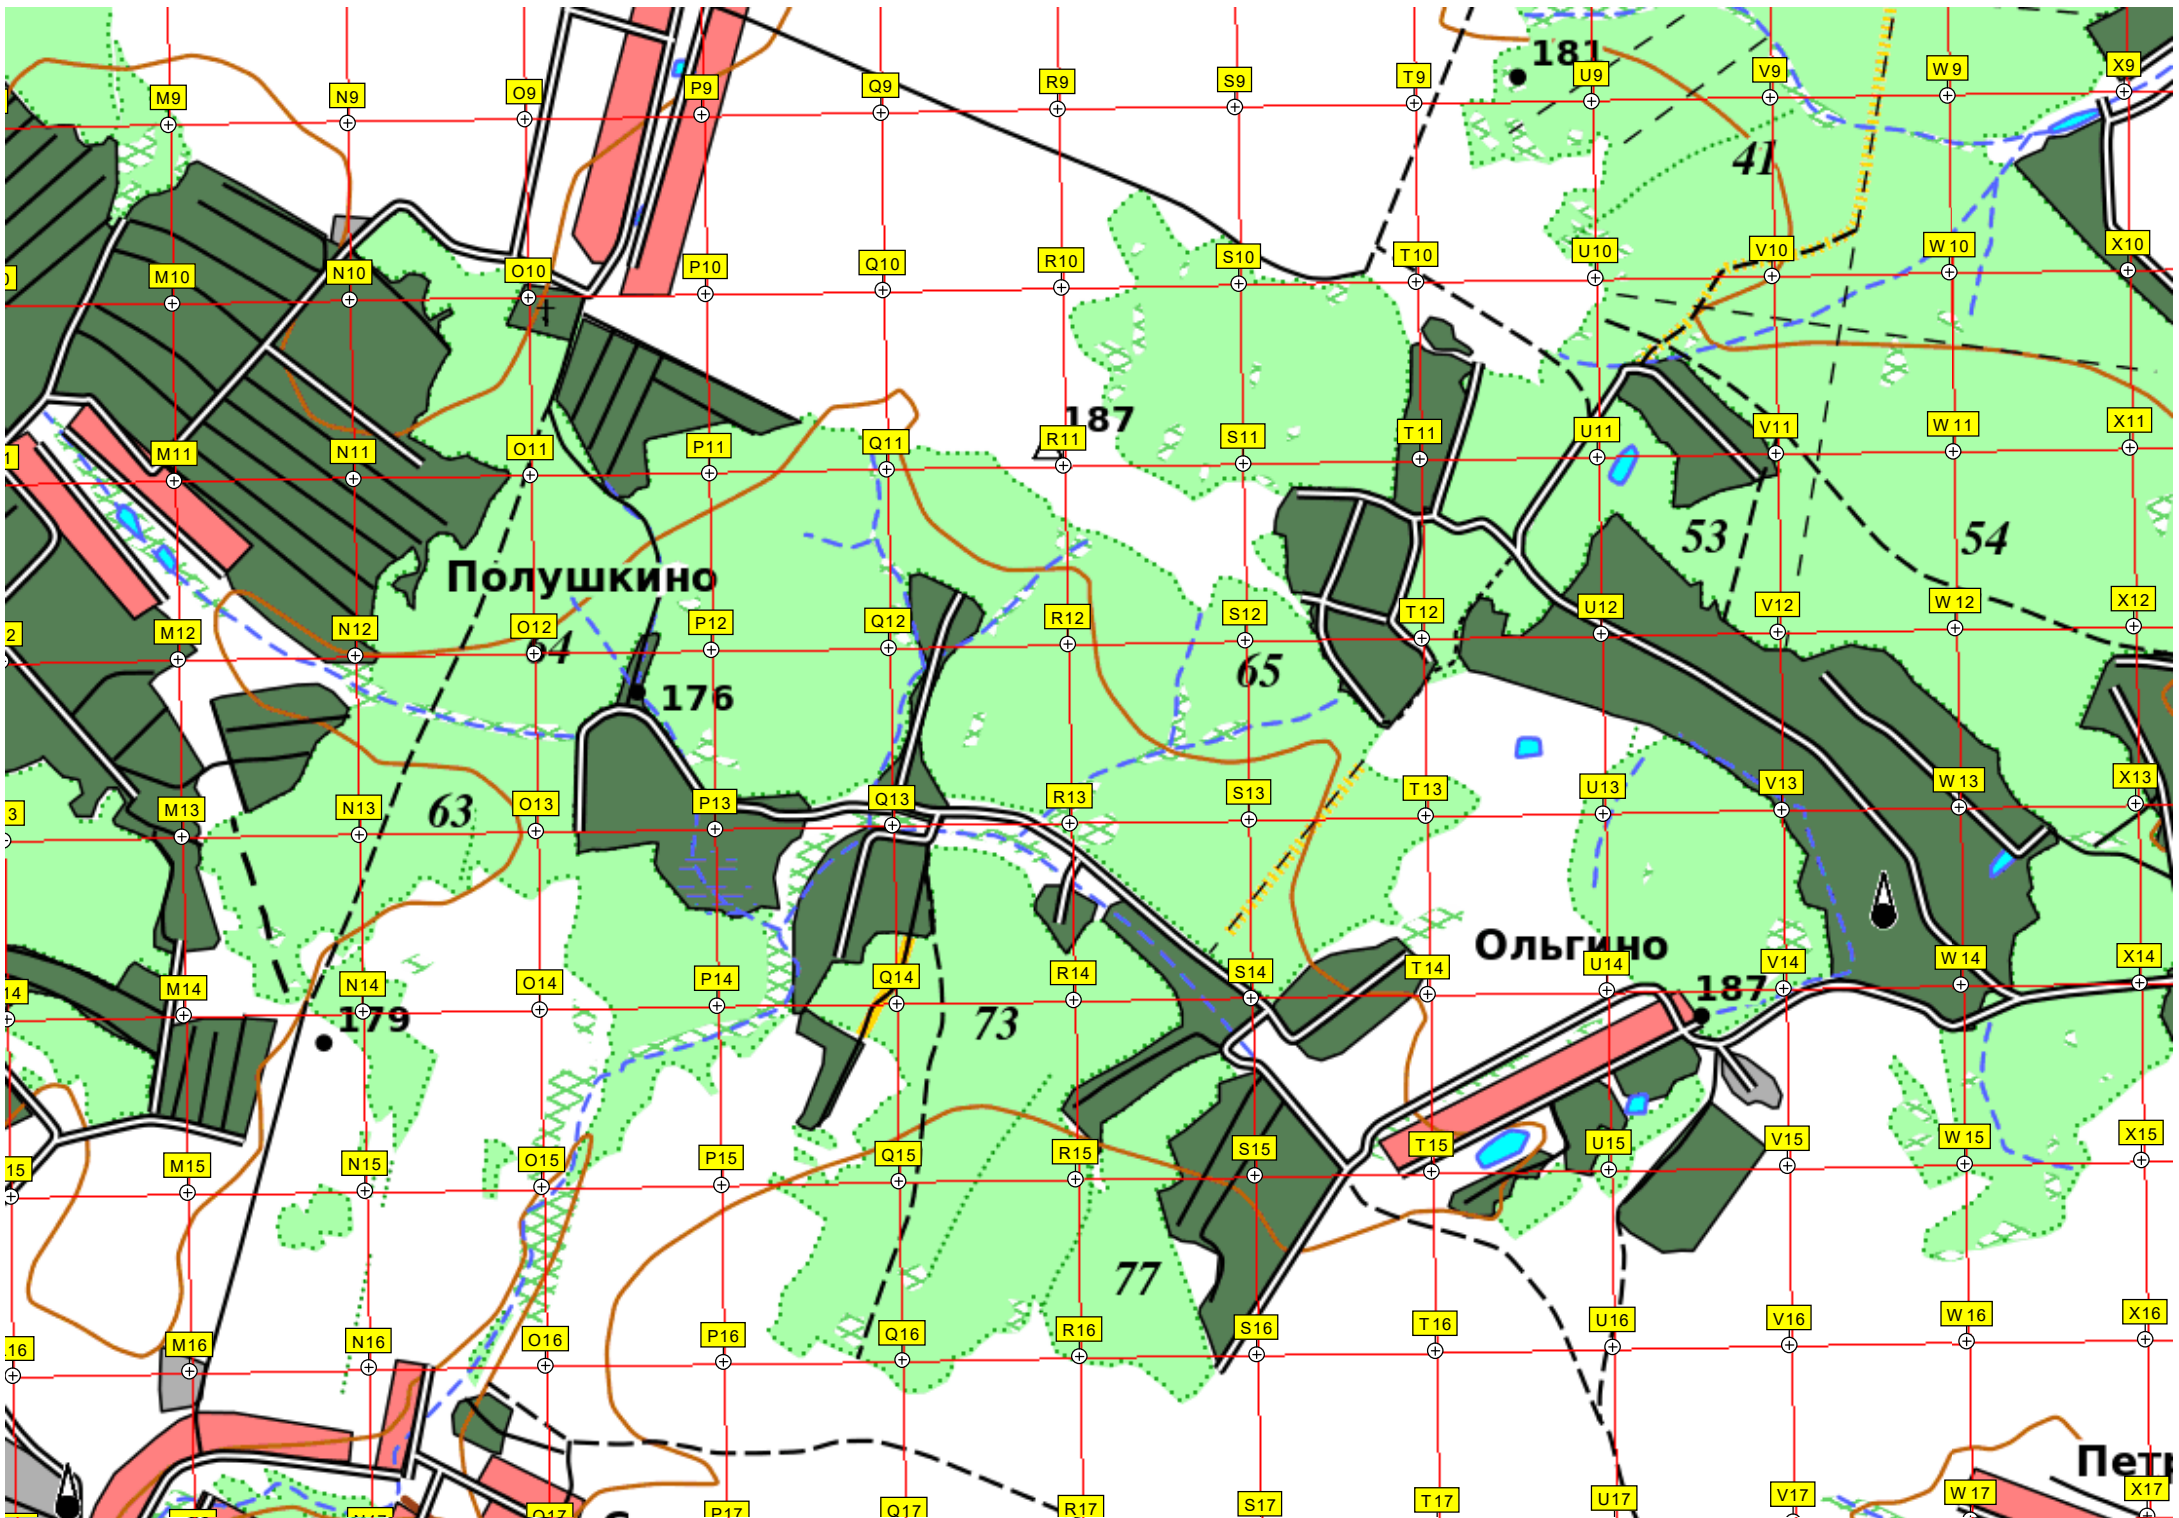 181
M9 N9 O9 P9 Q9 R9 S9 T9 U9 V9 W9 X9
41
M10 N10 O10 P10 Q10 R10 S10 T10 U10 V10 W10 X10
187
M11 N11 O11 P11 Q11 R11 S11 T11 U11 V11 W11 X11
53 54
Полушкино
M12 N12 O12 P12 Q12 R12 S12 T12 U12 V12 W12 X12
65
176
M13 N13 O13 P13 Q13 R13 S13 T13 U13 V13 W13 X13
63
Ольгино
14 M14 N14 O14 P14 Q14 R14 S14 T14 U14 V14 W14 X14
187
179 73
15 M15 N15 O15 P15 Q15 R15 S15 T15 U15 V15 W15 X15
77
16 M16 N16 O16 P16 Q16 R16 S16 T16 U16 V16 W16 X16
Пет
O17 P17 Q17 R17 S17 T17 U17 V17 W17 X17